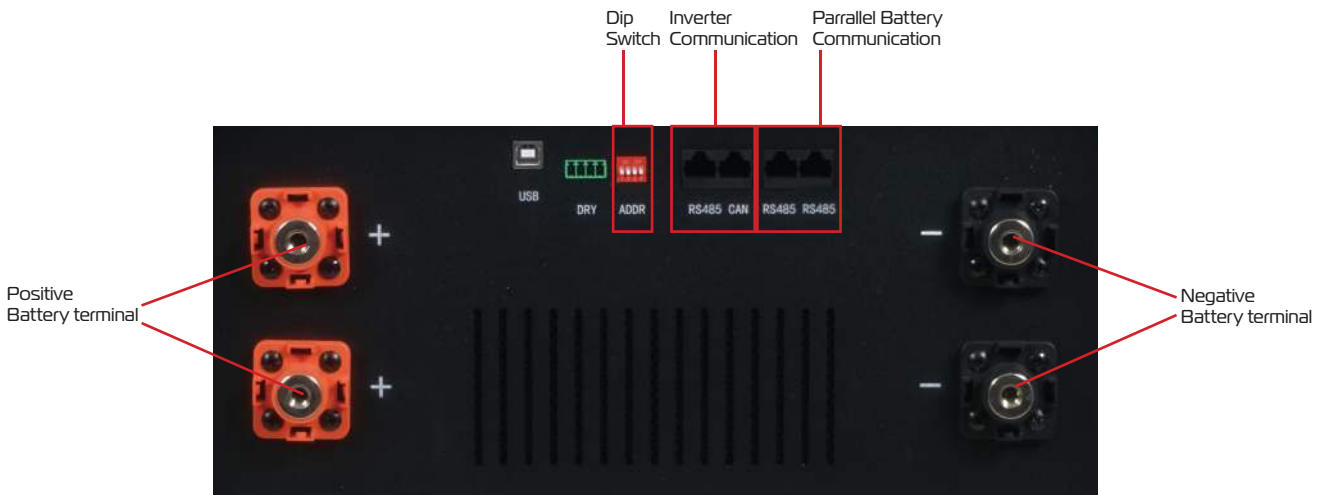 Dip
Switch
Inverter
Communication
Parrallel Battery
Communication
USB
DRY
ADDR
RS485 CAN
RS485 RS485
+
−
Positive
Battery terminal
Negative
Battery terminal
+
−